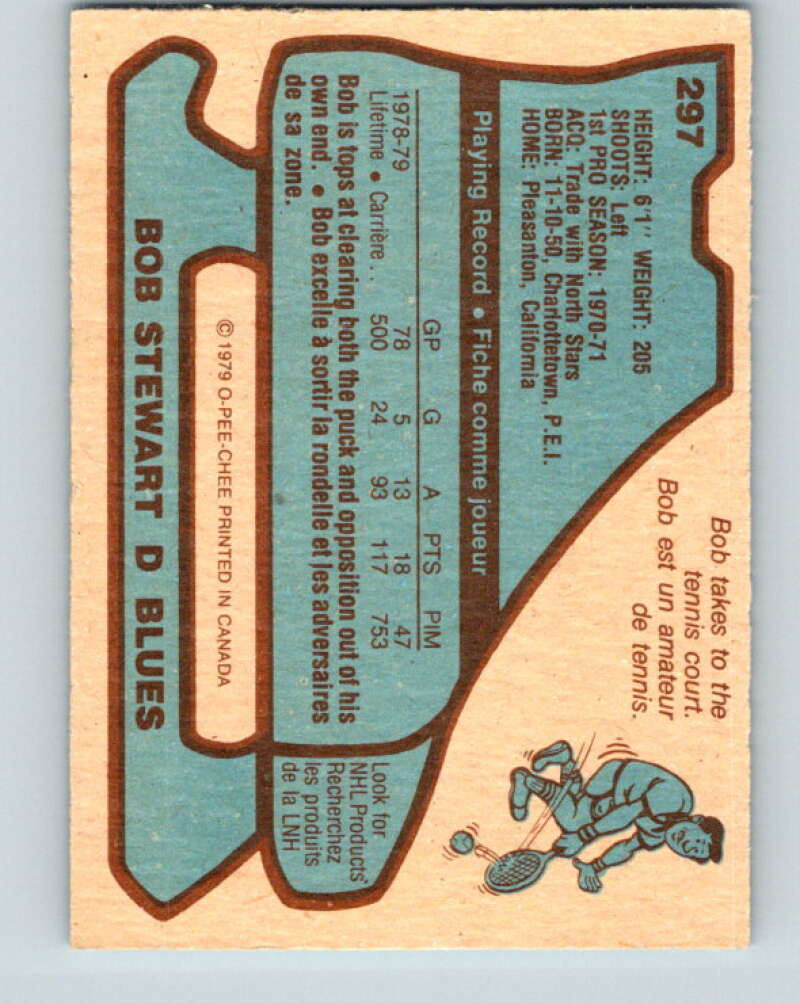 297
HEIGHT: 6'1" WEIGHT: 205
SHOOTS: Left
1st PRO SEASON: 1970-71
ACQ: Trade with North Stars
BORN: 11-10-50, Charlottetown, P.E.I.
HOME: Pleasanton, California
Bob takes to the
tennis court.
Bob est un amateur
de tennis.
Playing Record • Fiche comme joueur
GP G A PTS PIM
1978-79 78 5 13 18 47
Lifetime • Carrière... 500 24 93 117 753
Bob is tops at clearing both the puck and opposition out of his
own end. • Bob excelle à sortir la rondelle et les adversaires
de sa zone.
Look for
NHL Products
Recherchez
les produits
de la LNH
© 1979 O-PEE-CHEE PRINTED IN CANADA
BOB STEWART D BLUES